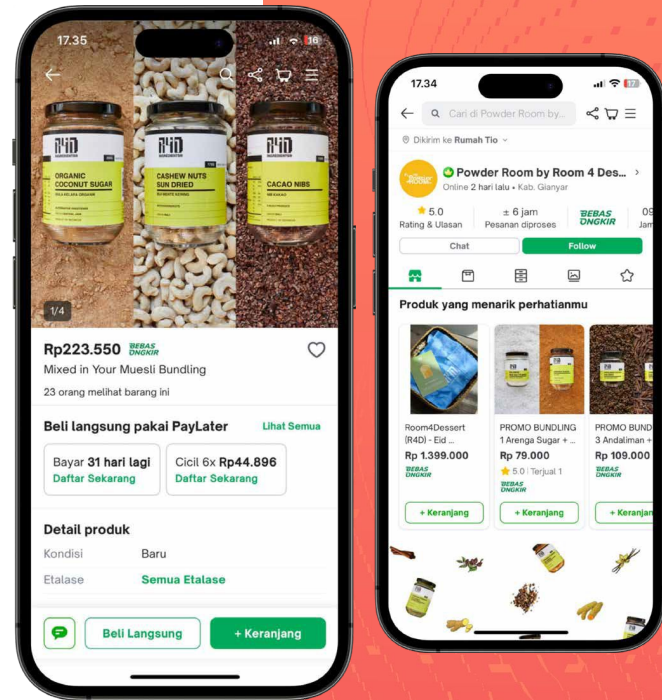 17.35
16
R4D
ORGANIC
COCONUT SUGAR
R4D
CASHEW NUTS
SUN DRIED
R4D
CACAO NIBS
1/4
Rp223.550 BEBAS ONGKIR
Mixed in Your Muesli Bundling
23 orang melihat barang ini
Beli langsung pakai PayLater Lihat Semua
Bayar 31 hari lagi
Daftar Sekarang
Cicil 6x Rp44.896
Daftar Sekarang
Detail produk
Kondisi Baru
Etalase Semua Etalase
Beli Langsung
+ Keranjang
17.34
17
Cari di Powder Room by...
Dikirim ke Rumah Tio
Powder Room by Room 4 Des...
Online 2 hari lalu • Kab. Gianyar
5.0
Rating & Ulasan
± 6 jam
Pesanan diproses
BEBAS ONGKIR
09
Jam
Chat
Follow
Produk yang menarik perhatianmu
Room4Dessert
(R4D) - Eid ...
Rp 1.399.000
BEBAS ONGKIR
+ Keranjang
PROMO BUNDLING
1 Arenga Sugar + ...
Rp 79.000
5.0 | Terjual 1
BEBAS ONGKIR
+ Keranjang
PROMO BUND
3 Andaliman +
Rp 109.000
BEBAS ONGKIR
+ Keranjan